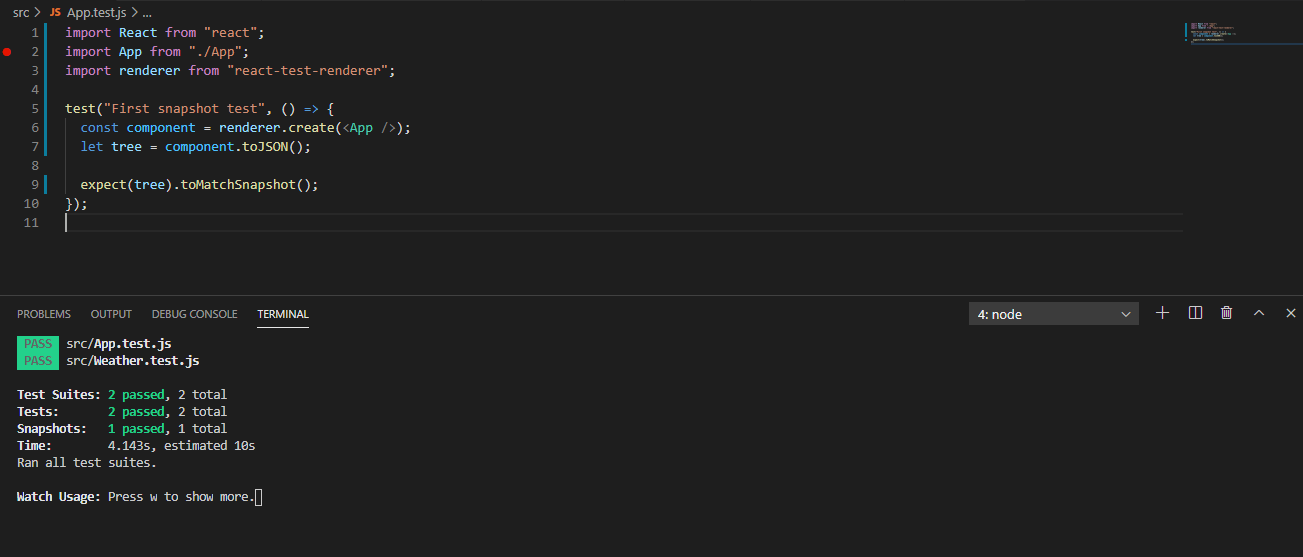 src > JS App.test.js > ...
1 import React from "react";
2 import App from "./App";
3 import renderer from "react-test-renderer";
4
5 test("First snapshot test", () => {
6 const component = renderer.create(<App />);
7 let tree = component.toJSON();
8
9 expect(tree).toMatchSnapshot();
10 });
11
PROBLEMS OUTPUT DEBUG CONSOLE TERMINAL 4: node
PASS src/App.test.js
PASS src/Weather.test.js
Test Suites: 2 passed, 2 total
Tests: 2 passed, 2 total
Snapshots: 1 passed, 1 total
Time: 4.143s, estimated 10s
Ran all test suites.
Watch Usage: Press w to show more.